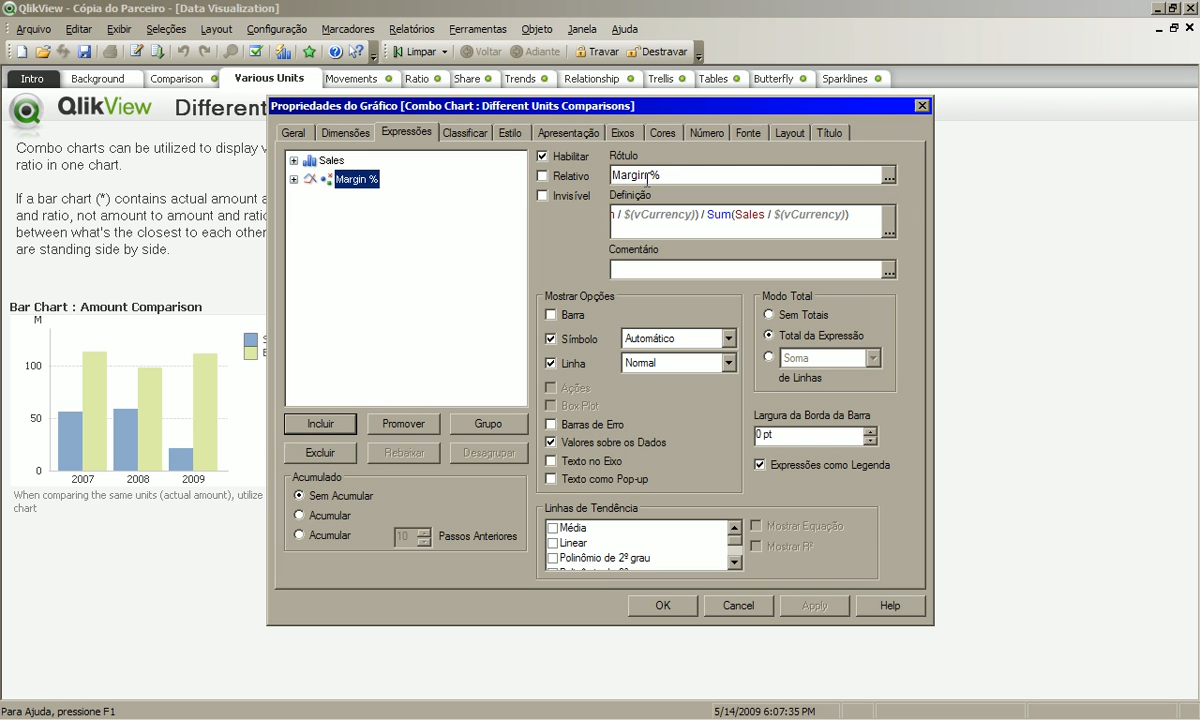 QlikView - Cópia do Parceiro - [Data Visualization]
Arquivo Editar Exibir Seleções Layout Configuração Marcadores Relatórios Ferramentas Objeto Janela Ajuda
Limpar Voltar Adiante Travar Destravar
Intro Background Comparison Various Units Movements Ratio Share Trends Relationship Trellis Tables Butterfly Sparklines
QlikView Different
Combo charts can be utilized to display
ratio in one chart.
If a bar chart (*) contains actual amount
and ratio, not amount to amount and ratio
between what's the closest to each other
are standing side by side.
Bar Chart : Amount Comparison
M
100
50
0
2007 2008 2009
When comparing the same units (actual amount), utilize
chart
Propriedades do Gráfico [Combo Chart : Different Units Comparisons]
Geral Dimensões Expressões Classificar Estilo Apresentação Eixos Cores Número Fonte Layout Título
Sales
Margin %
Incluir Promover Grupo
Excluir Rebaixar Desagrupar
Acumulado
Sem Acumular
Acumular
Acumular 10 Passos Anteriores
Habilitar
Relativo
Invisível
Rótulo
Margin %
Definição
/ $(vCurrency)) / Sum(Sales / $(vCurrency))
...
Comentário
...
Mostrar Opções
Barra
Símbolo Automático
Linha Normal
Ações
Box Plot
Barras de Erro
Valores sobre os Dados
Texto no Eixo
Texto como Pop-up
Modo Total
Sem Totais
Total da Expressão
Soma
de Linhas
Largura da Borda da Barra
0 pt
Expressões como Legenda
Linhas de Tendência
Média
Linear
Polinômio de 2º grau
Mostrar Equação
Mostrar R²
OK Cancel Apply Help
Para Ajuda, pressione F1 5/14/2009 6:07:35 PM